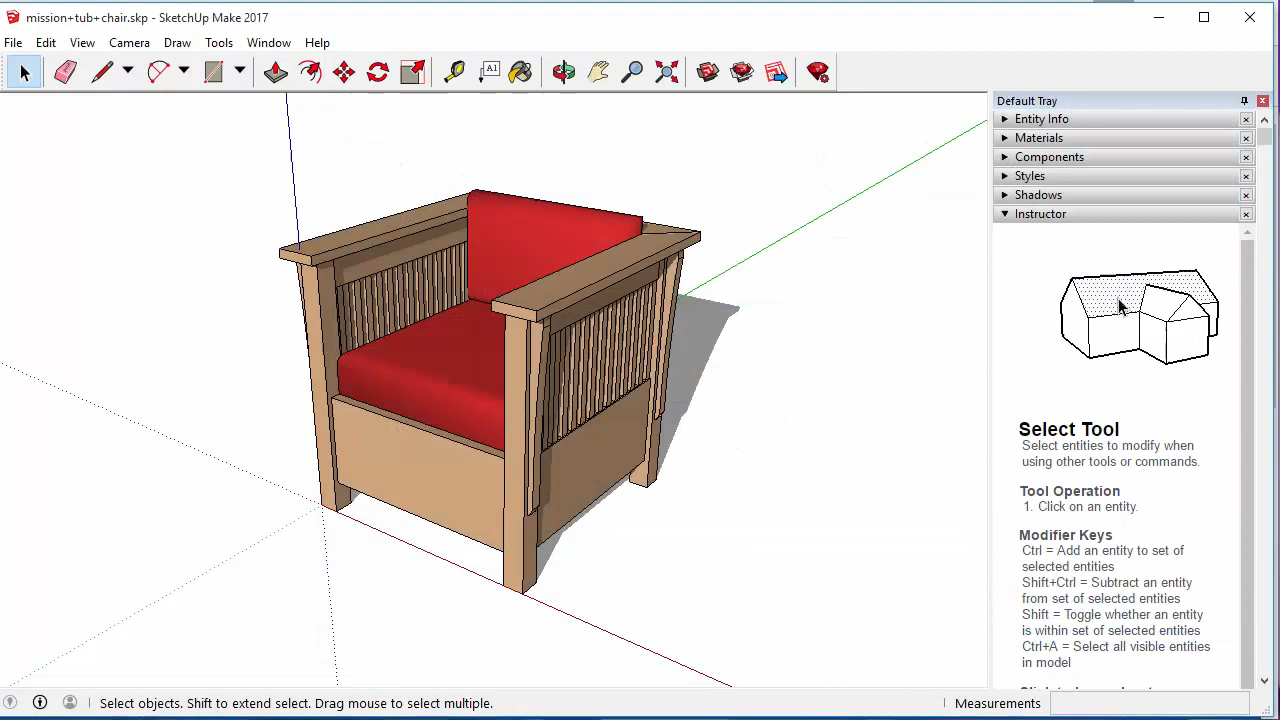 mission+tub+chair.skp - SketchUp Make 2017
File Edit View Camera Draw Tools Window Help
A1
Default Tray
Entity Info
Materials
Components
Styles
Shadows
Instructor
Select Tool
Select entities to modify when
using other tools or commands.
Tool Operation
1. Click on an entity.
Modifier Keys
Ctrl = Add an entity to set of
selected entities
Shift+Ctrl = Subtract an entity
from set of selected entities
Shift = Toggle whether an entity
is within set of selected entities
Ctrl+A = Select all visible entities
in model
Select objects. Shift to extend select. Drag mouse to select multiple.
Measurements